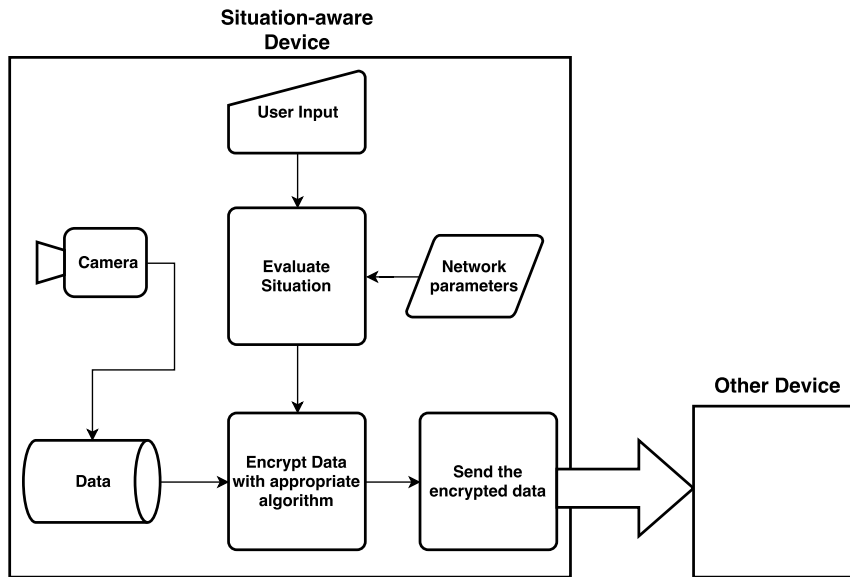 Situation-aware
Device
User Input
Camera
Evaluate
Situation
Network
parameters
Other Device
Data
Encrypt Data
with appropriate
algorithm
Send the
encrypted data